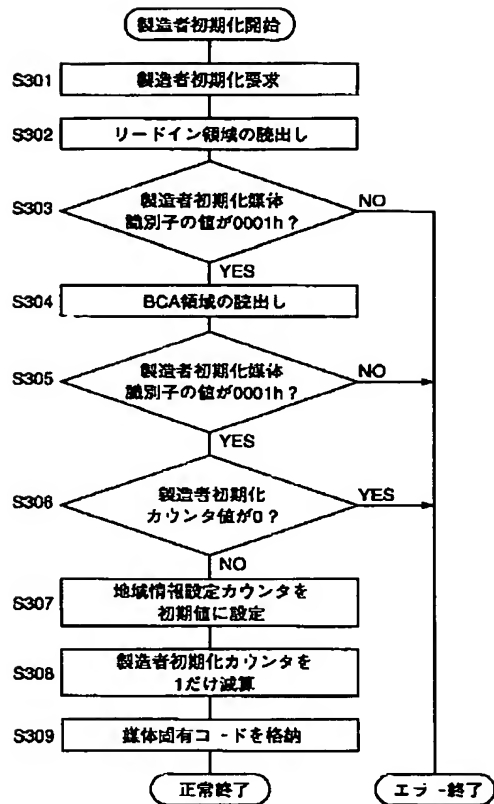 製造者初期化開始
S301
製造者初期化要求
S302
リードイン領域の読出し
S303
製造者初期化媒体
識別子の値が0001h?
NO
YES
S304
BCA領域の読出し
S305
製造者初期化媒体
識別子の値が0001h?
NO
YES
S306
製造者初期化
カウンタ値が0?
YES
NO
S307
地域情報設定カウンタを
初期値に設定
S308
製造者初期化カウンタを
1だけ減算
S309
媒体固有コードを格納
正常終了
エラー終了